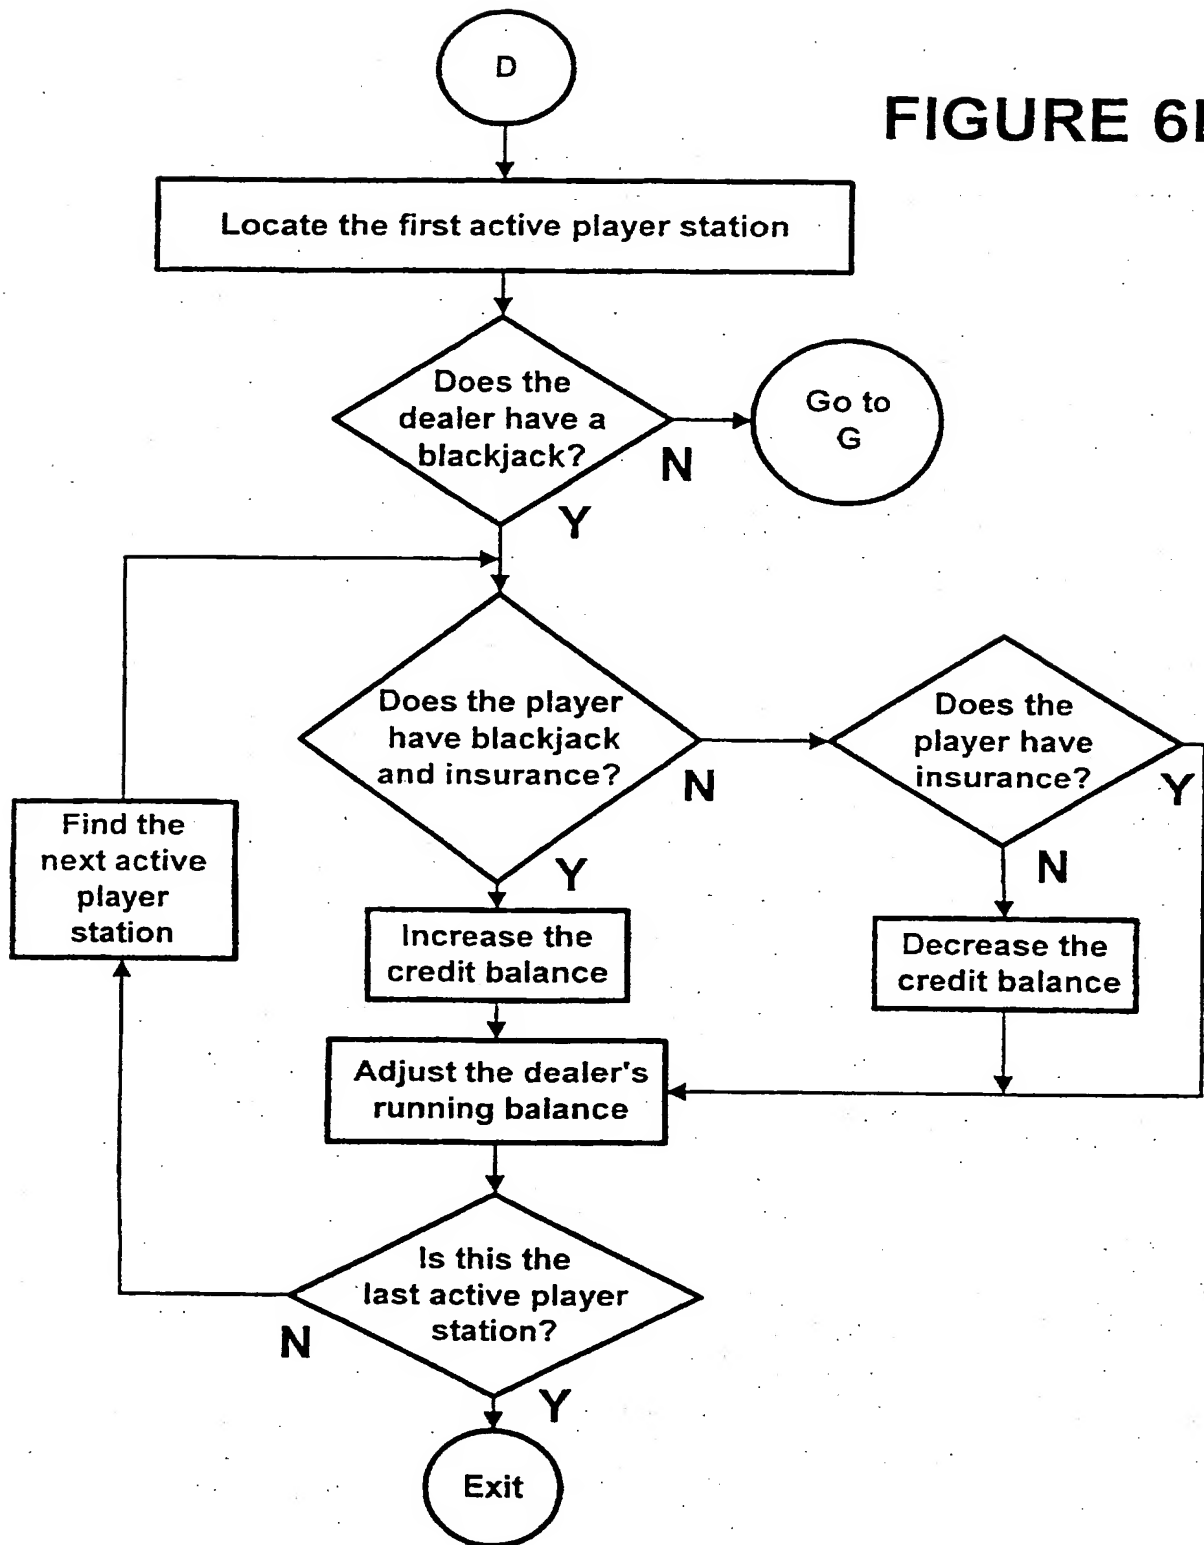 D
FIGURE 6
Locate the first active player station
Does the
dealer have a
blackjack?
N
Go to
G
Y
Does the player
have blackjack
and insurance?
N
Does the
player have
insurance?
Y
Find the
next active
player
station
Y
N
Increase the
credit balance
Decrease the
credit balance
Adjust the dealer's
running balance
Is this the
last active player
station?
N
Y
Exit